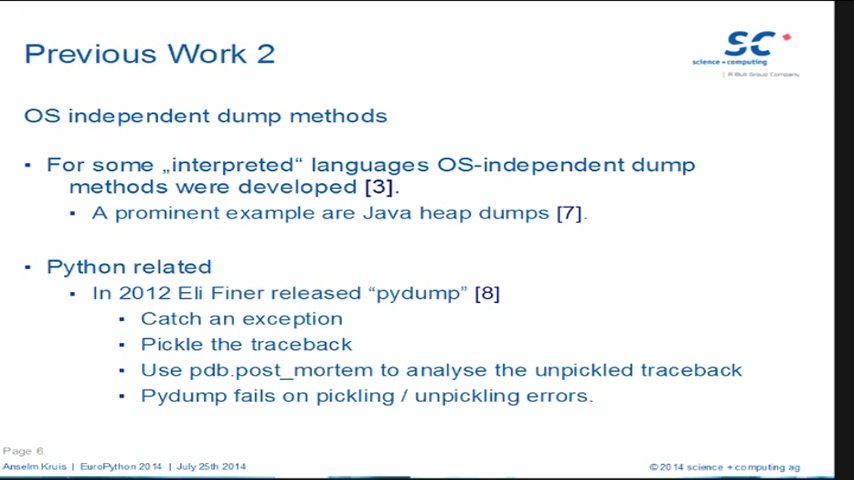 Previous Work 2
SC
science + computing
| A Bull Group Company
OS independent dump methods
▪ For some „interpreted“ languages OS-independent dump
methods were developed [3].
▪ A prominent example are Java heap dumps [7].
▪ Python related
▪ In 2012 Eli Finer released “pydump” [8]
▪ Catch an exception
▪ Pickle the traceback
▪ Use pdb.post_mortem to analyse the unpickled traceback
▪ Pydump fails on pickling / unpickling errors.
Page 6
Anselm Kruis | EuroPython 2014 | July 25th 2014
©2014 science + computing ag